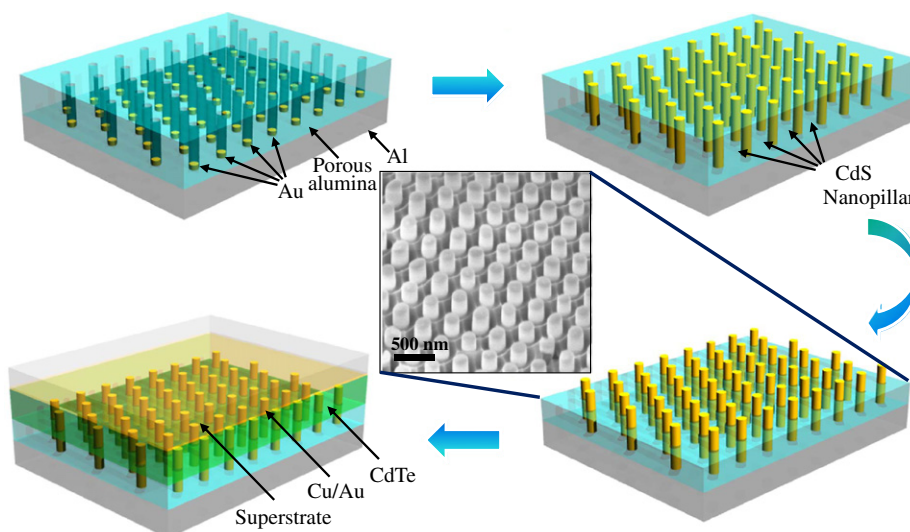 Al
Porous
alumina
Au
CdS
Nanopillar
500 nm
CdTe
Cu/Au
Superstrate